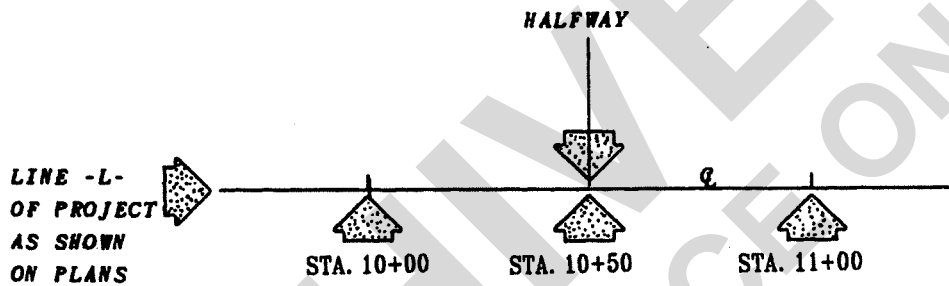 HALFWAY
LINE -L-
OF PROJECT
AS SHOWN
ON PLANS
STA. 10+00
STA. 10+50
STA. 11+00